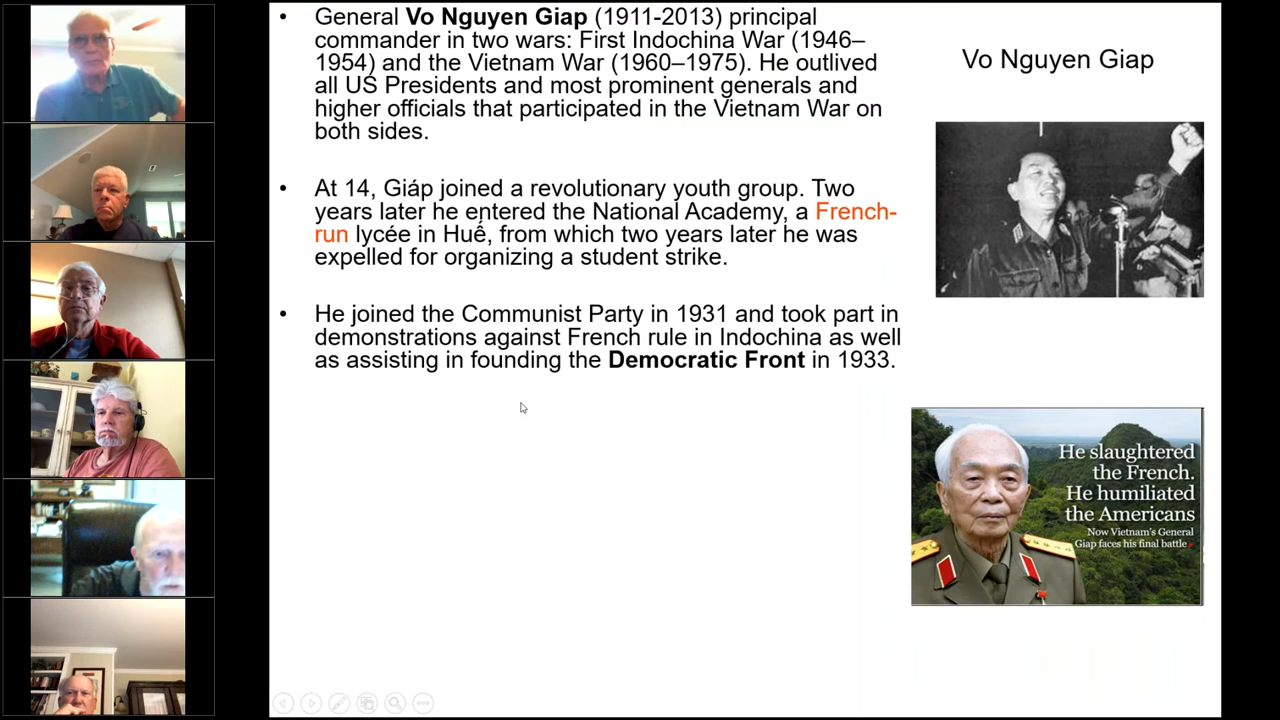 • General Vo Nguyen Giap (1911-2013) principal
commander in two wars: First Indochina War (1946–
1954) and the Vietnam War (1960–1975). He outlived
all US Presidents and most prominent generals and
higher officials that participated in the Vietnam War on
both sides.
• At 14, Giáp joined a revolutionary youth group. Two
years later he entered the National Academy, a French-
run lycée in Huế, from which two years later he was
expelled for organizing a student strike.
• He joined the Communist Party in 1931 and took part in
demonstrations against French rule in Indochina as well
as assisting in founding the Democratic Front in 1933.
Vo Nguyen Giap
He slaughtered
the French.
He humiliated
the Americans
Now Vietnam's General
Giap faces his final battle